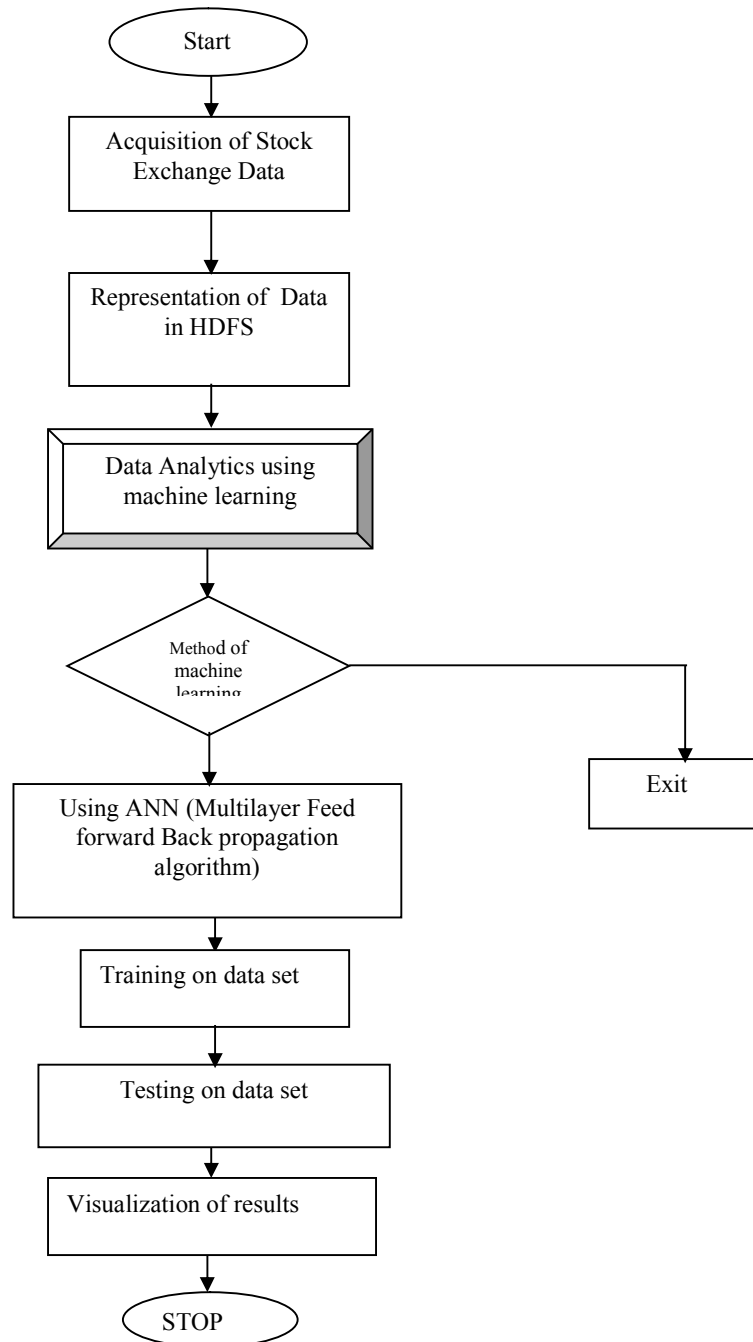 Start
Acquisition of Stock
Exchange Data
Representation of Data
in HDFS
Data Analytics using
machine learning
Method of
machine
learning
Exit
Using ANN (Multilayer Feed
forward Back propagation
algorithm)
Training on data set
Testing on data set
Visualization of results
STOP